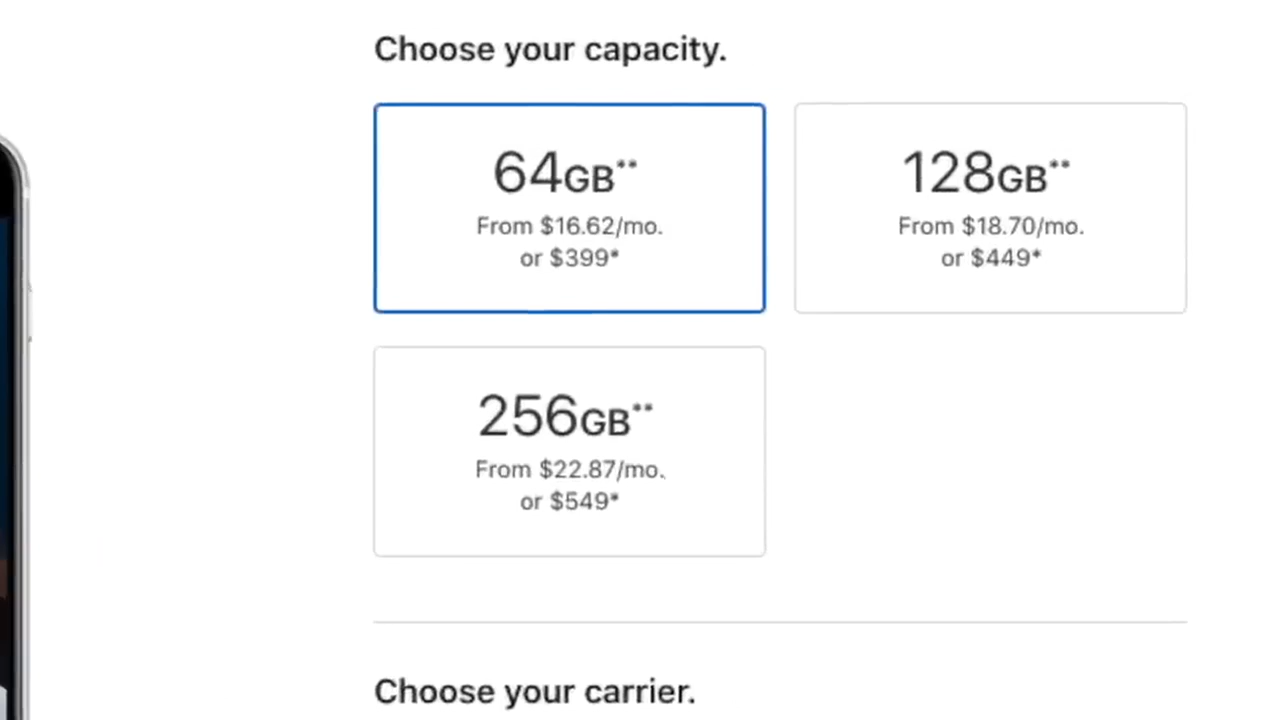 Choose your capacity.
64GB**
From $16.62/mo.
or $399*
128GB**
From $18.70/mo.
or $449*
256GB**
From $22.87/mo.
or $549*
Choose your carrier.